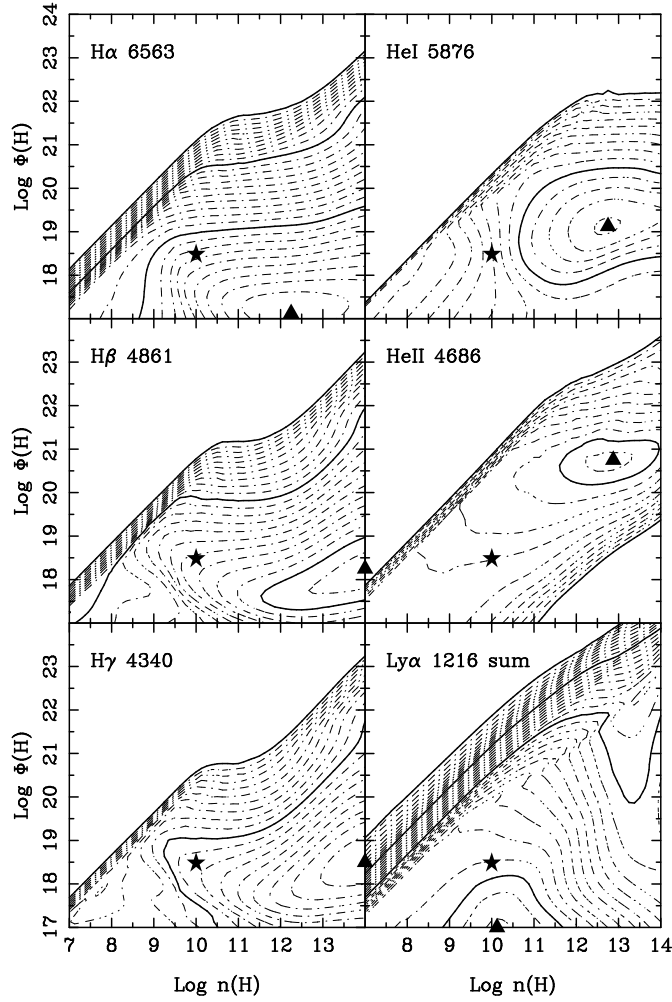 24
23
22
21
20
19
18
Log Φ(H)
Hα 6563
HeI 5876
23
22
21
20
19
18
Log Φ(H)
Hβ 4861
HeII 4686
23
22
21
20
19
18
17
Log Φ(H)
Hγ 4340
Lyα 1216 sum
7 8 9 10 11 12 13
8 9 10 11 12 13 14
Log n(H)
Log n(H)